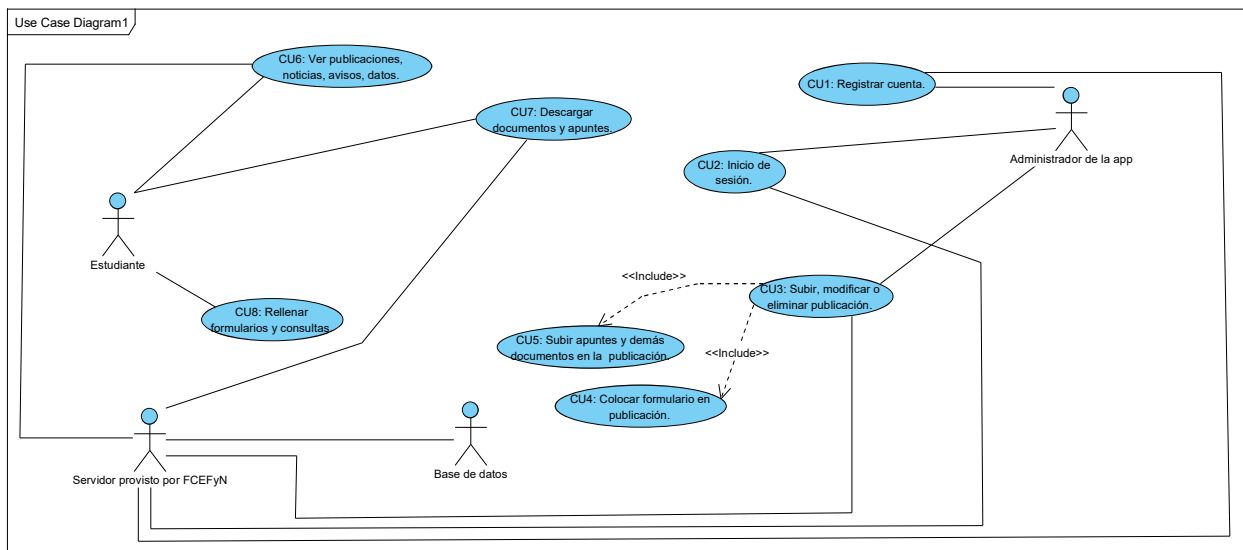 Use Case Diagram1
CU6: Ver publicaciones,
noticias, avisos, datos.
CU1: Registrar cuenta.
CU7: Descargar
documentos y apuntes.
Administrador de la app
CU2: Inicio de
sesión.
Estudiante
<<Include>>
CU3: Subir, modificar o
eliminar publicación.
CU8: Rellenar
formularios y consultas.
CU5: Subir apuntes y demás
documentos en la publicación.
<<Include>>
CU4: Colocar formulario en
publicación.
Base de datos
Servidor provisto por FCEFyN